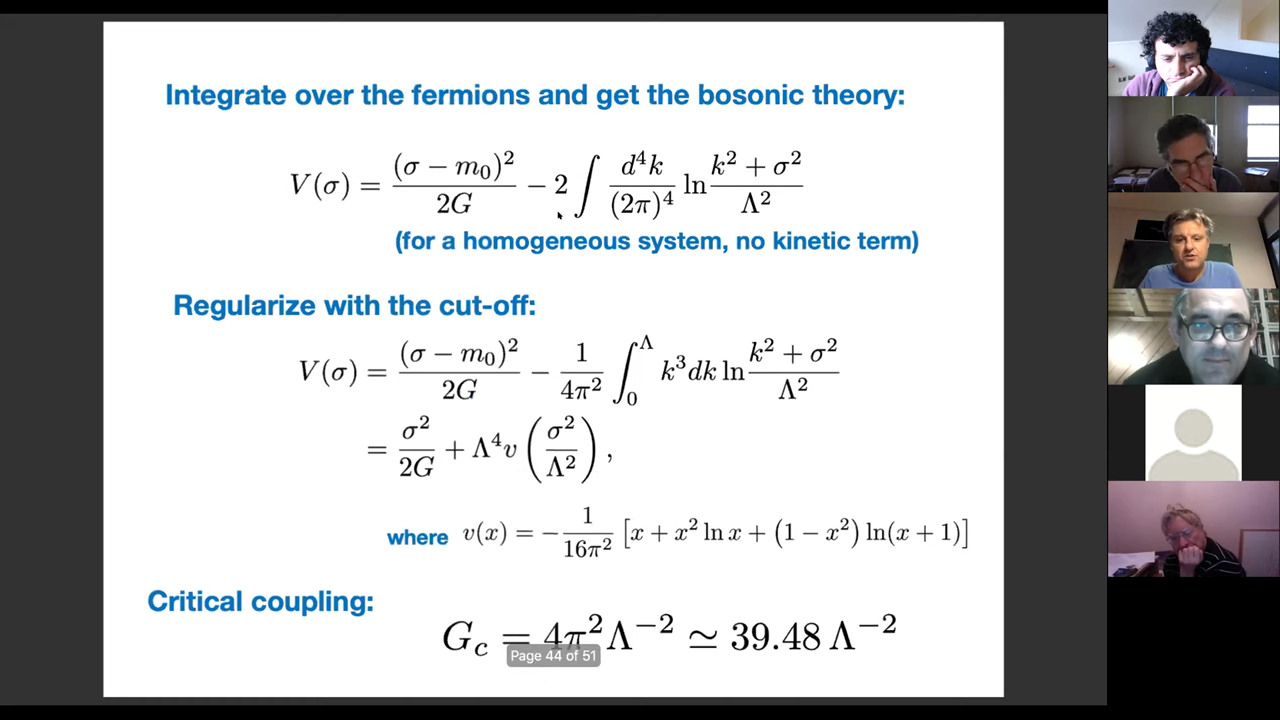 Integrate over the fermions and get the bosonic theory:
V(σ) = (σ − m₀)²/2G − 2 ∫ d⁴k/(2π)⁴ ln (k² + σ²)/Λ²
(for a homogeneous system, no kinetic term)
Regularize with the cut-off:
V(σ) = (σ − m₀)²/2G − 1/4π² ∫₀^Λ k³dk ln (k² + σ²)/Λ²
= σ²/2G + Λ⁴v (σ²/Λ²) ,
where v(x) = − 1/16π² [x + x² ln x + (1 − x²) ln(x + 1)]
Critical coupling:
G_c = 4π²Λ⁻² ≃ 39.48 Λ⁻²
Page 44 of 51